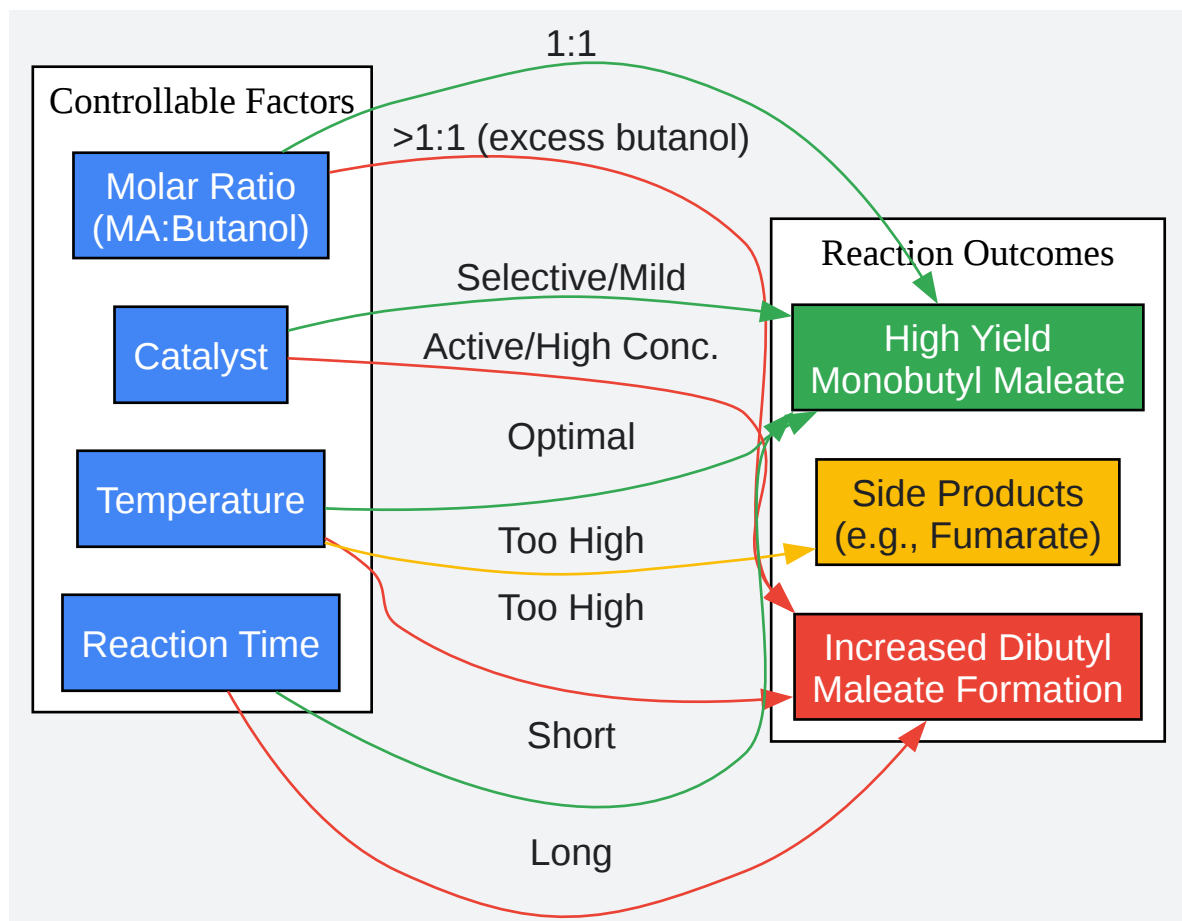 1:1
Controllable Factors
>1:1 (excess butanol)
Molar Ratio
(MA:Butanol)
Reaction Outcomes
Selective/Mild
Catalyst
Active/High Conc.
High Yield
Monobutyl Maleate
Optimal
Temperature
Side Products
(e.g., Fumarate)
Too High
Too High
Reaction Time
Increased Dibutyl
Maleate Formation
Short
Long